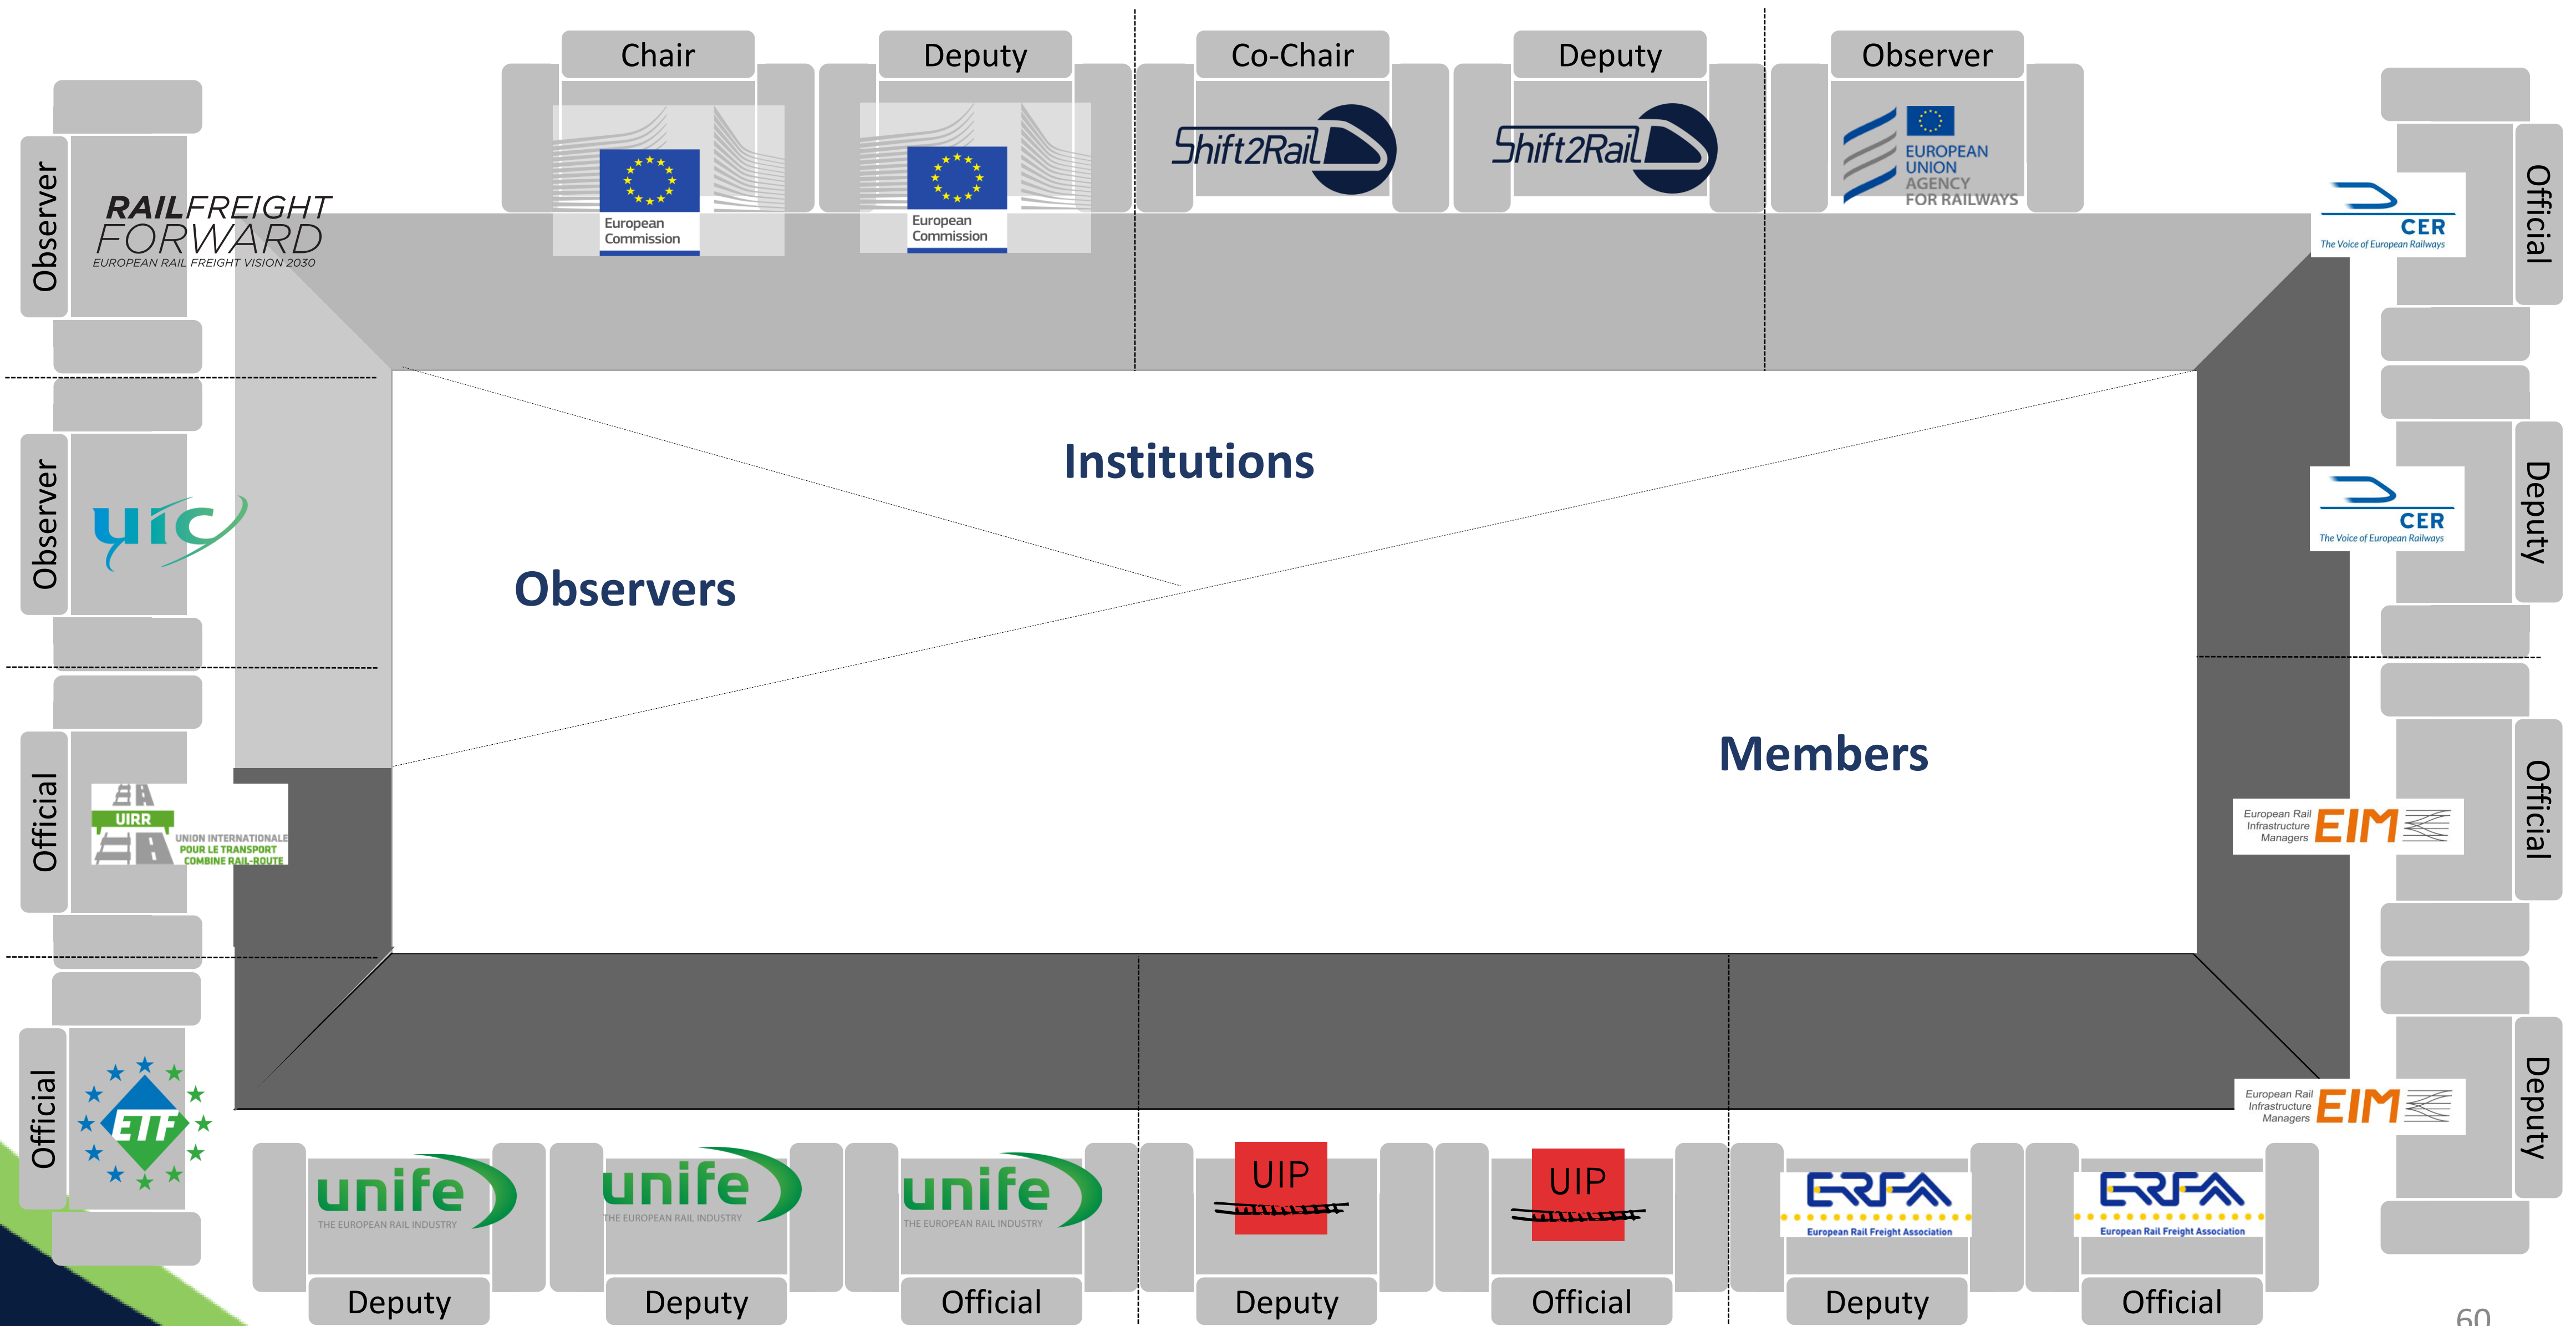 Chair
Deputy
Co-Chair
Deputy
Observer
European
Commission
European
Commission
Shift2Rail
Shift2Rail
EUROPEAN
UNION
AGENCY
FOR RAILWAYS
Observer
RAILFREIGHT
FORWARD
EUROPEAN RAIL FREIGHT VISION 2030
Official
CER
The Voice of European Railways
Institutions
Observer
uic
Observers
Deputy
CER
The Voice of European Railways
Members
Official
UIRR
UNION INTERNATIONALE
POUR LE TRANSPORT
COMBINE RAIL-ROUTE
Official
European Rail
Infrastructure
Managers
EIM
Official
ETF
Deputy
European Rail
Infrastructure
Managers
EIM
unife
THE EUROPEAN RAIL INDUSTRY
unife
THE EUROPEAN RAIL INDUSTRY
unife
THE EUROPEAN RAIL INDUSTRY
UIP
UIP
ERFA
European Rail Freight Association
ERFA
European Rail Freight Association
Deputy
Deputy
Official
Deputy
Official
Deputy
Official
60